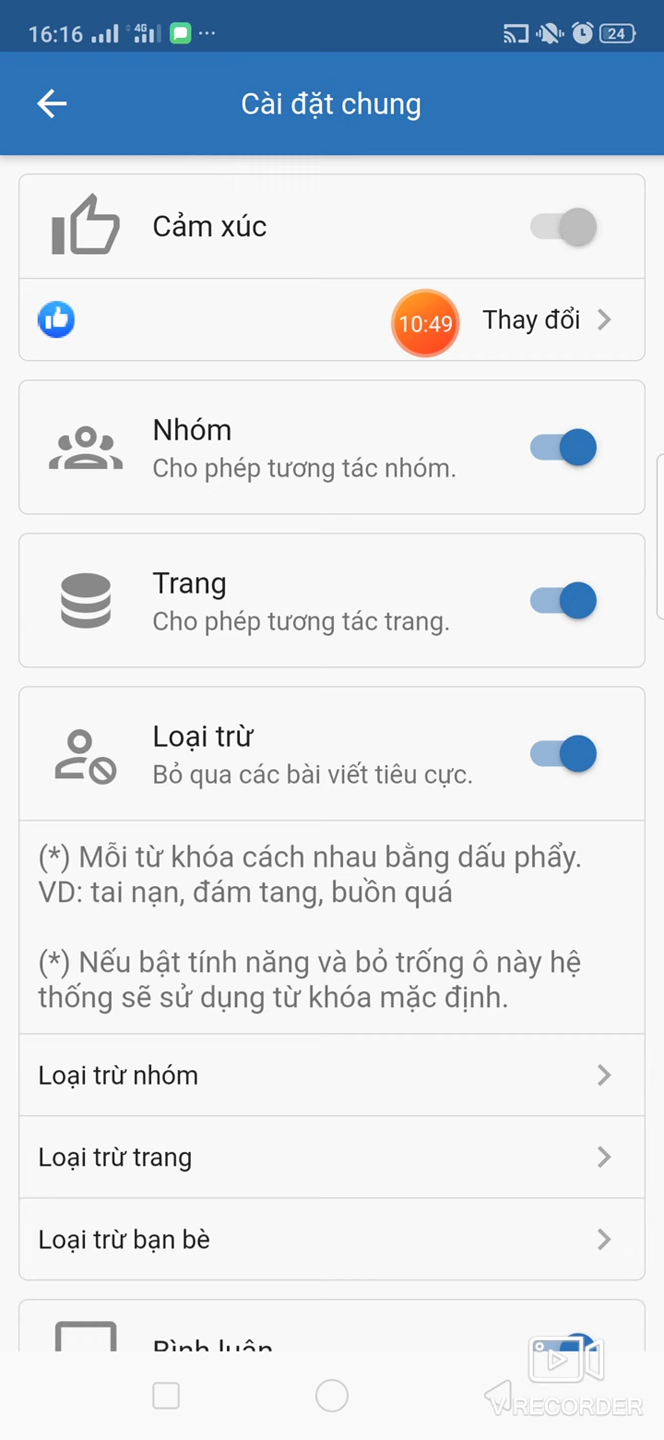 16:16
4G
24
Cài đặt chung
Cảm xúc
10:49
Thay đổi
Nhóm
Cho phép tương tác nhóm.
Trang
Cho phép tương tác trang.
Loại trừ
Bỏ qua các bài viết tiêu cực.
(*) Mỗi từ khóa cách nhau bằng dấu phẩy.
VD: tai nạn, đám tang, buồn quá
(*) Nếu bật tính năng và bỏ trống ô này hệ
thống sẽ sử dụng từ khóa mặc định.
Loại trừ nhóm
Loại trừ trang
Loại trừ bạn bè
Bình luận
V RECORDER